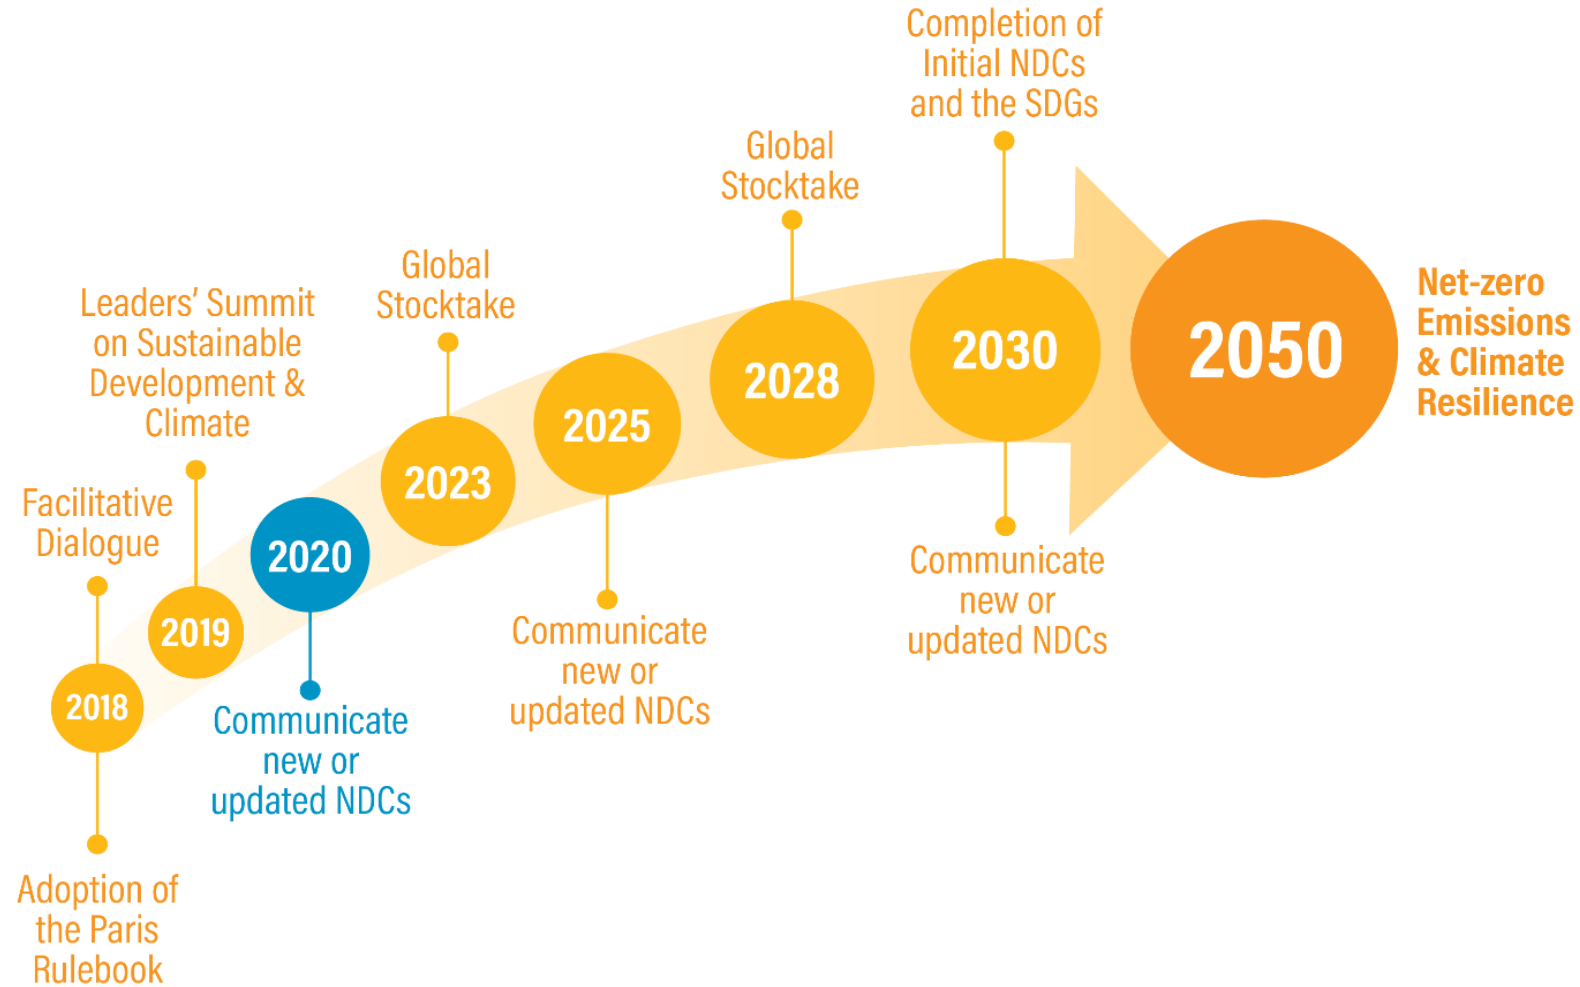 Facilitative
Dialogue
2018
Adoption of
the Paris
Rulebook
Leaders’ Summit
on Sustainable
Development &
Climate
2019
2020
Communicate
new or
updated NDCs
Global
Stocktake
2023
2025
Communicate
new or
updated NDCs
Global
Stocktake
2028
Completion of
Initial NDCs
and the SDGs
2030
Communicate
new or
updated NDCs
2050
Net-zero
Emissions
& Climate
Resilience